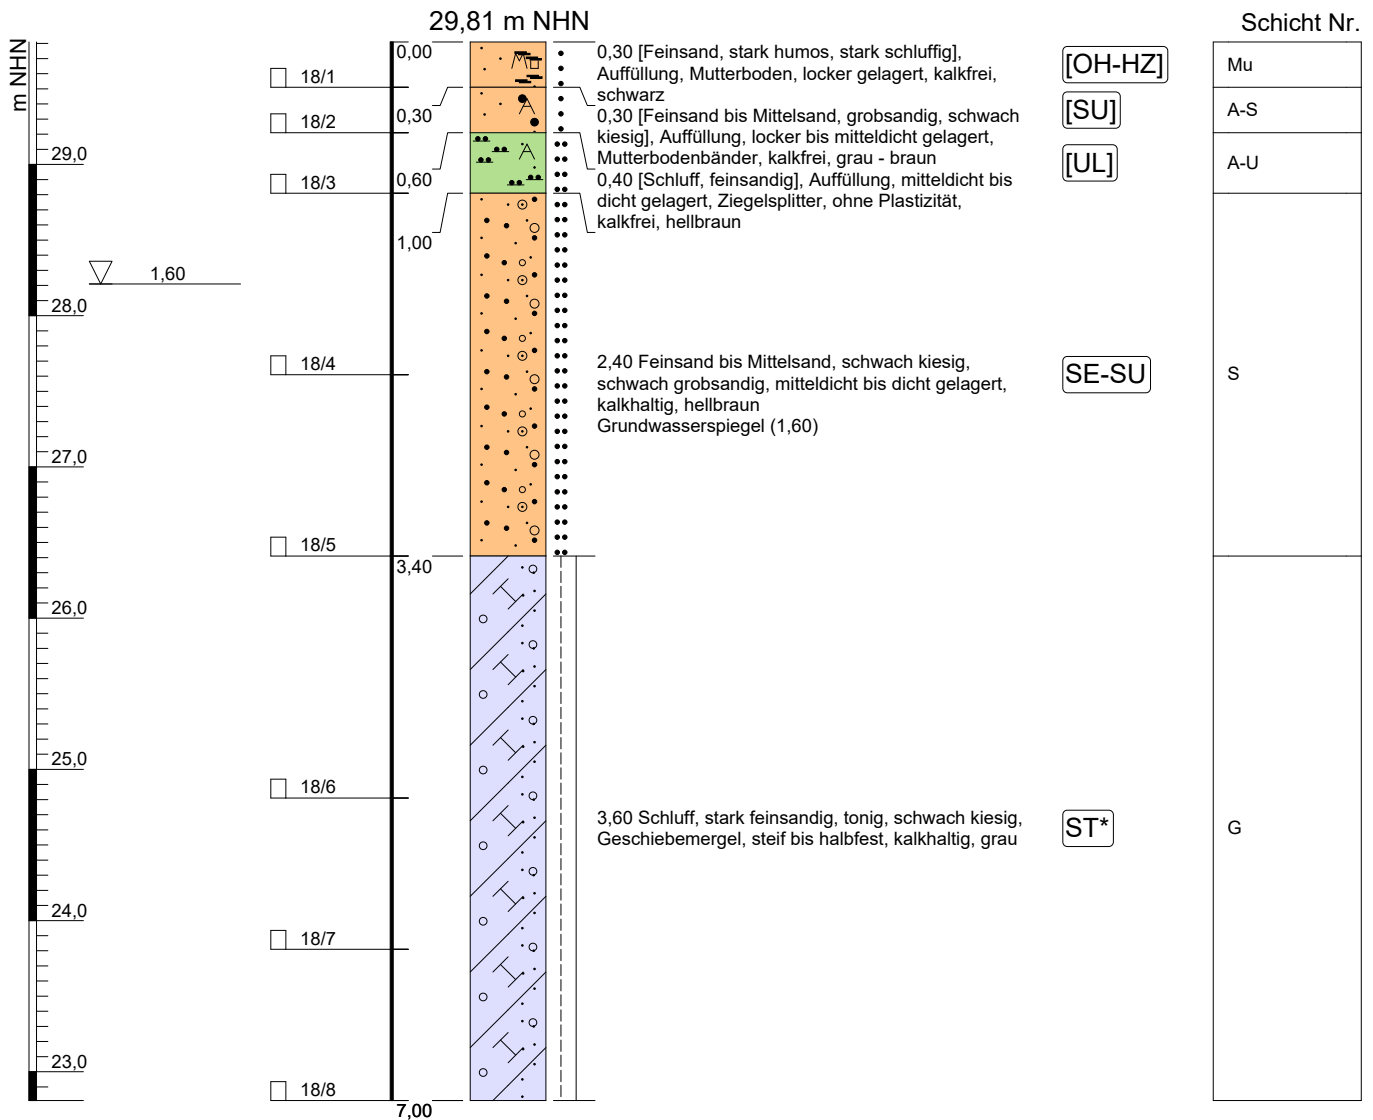 29,81 m NHN
Schicht Nr.
m NHN
0,00
0,30 [Feinsand, stark humos, stark schluffig],
Auffüllung, Mutterboden, locker gelagert, kalkfrei,
schwarz
[OH-HZ]
Mu
18/1
Mu
0,30
0,30 [Feinsand bis Mittelsand, grobsandig, schwach
kiesig], Auffüllung, locker bis mitteldicht gelagert,
Mutterbodenbänder, kalkfrei, grau - braun
[SU]
A-S
18/2
A
29,0
0,60
0,40 [Schluff, feinsandig], Auffüllung, mitteldicht bis
dicht gelagert, Ziegelsplitter, ohne Plastizität,
kalkfrei, hellbraun
[UL]
A-U
18/3
A
1,00
1,60
28,0
18/4
2,40 Feinsand bis Mittelsand, schwach kiesig,
schwach grobsandig, mitteldicht bis dicht gelagert,
kalkhaltig, hellbraun
Grundwasserspiegel (1,60)
SE-SU
S
27,0
18/5
3,40
26,0
25,0
18/6
3,60 Schluff, stark feinsandig, tonig, schwach kiesig,
Geschiebemergel, steif bis halbfest, kalkhaltig, grau
ST*
G
24,0
18/7
23,0
18/8
7,00